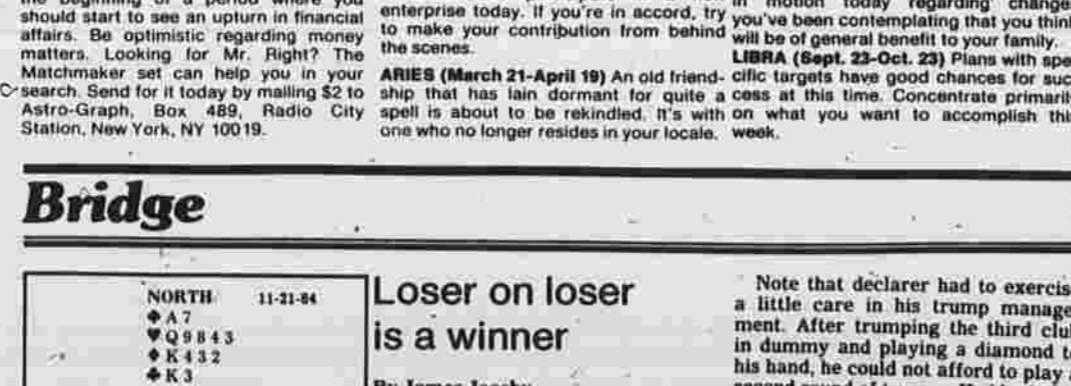 should start to see an upturn in financial
affairs. Be optimistic regarding money
matters. Looking for Mr. Right? The
Matchmaker set can help you in your
search. Send for it today by mailing $2 to
Astro-Graph, Box 489, Radio City
Station, New York, NY 10019.
enterprise today. If you're in accord, try
to make your contribution from behind
the scenes.
ARIES (March 21-April 19) An old friend-
ship that has lain dormant for quite a
spell is about to be rekindled. It's with
one who no longer resides in your locale.
in motion today regarding change
you've been contemplating that you think
will be of general benefit to your family.
LIBRA (Sept. 23-Oct. 23) Plans with spe
cific targets have good chances for suc
cess at this time. Concentrate primarily
on what you want to accomplish this
week.
Bridge
NORTH 11-21-84
♠ A 7
♥ Q 9 8 4 3
♦ K 4 3 2
♣ K 3
Loser on loser
is a winner
By James Jacoby
Note that declarer had to exercise
a little care in his trump manage
ment. After trumping the third club
in dummy and playing a diamond to
his hand, he could not afford to play a